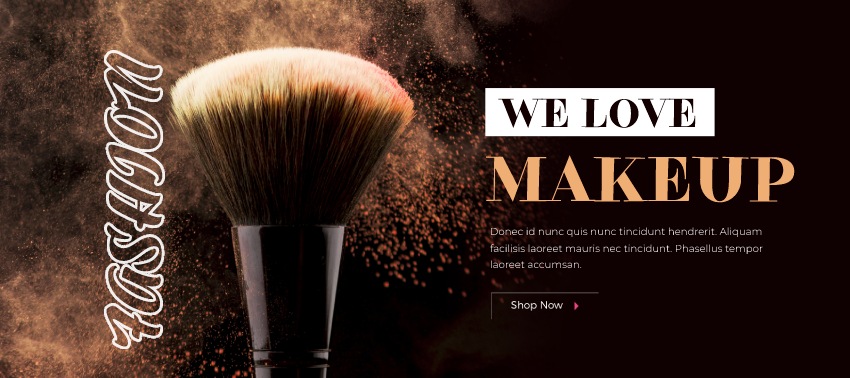 FASHION
WE LOVE
MAKEUP
Donec id nunc quis nunc tincidunt hendrerit. Aliquam
facilisis laoreet mauris nec tincidunt. Phasellus tempor
laoreet accumsan.
Shop Now